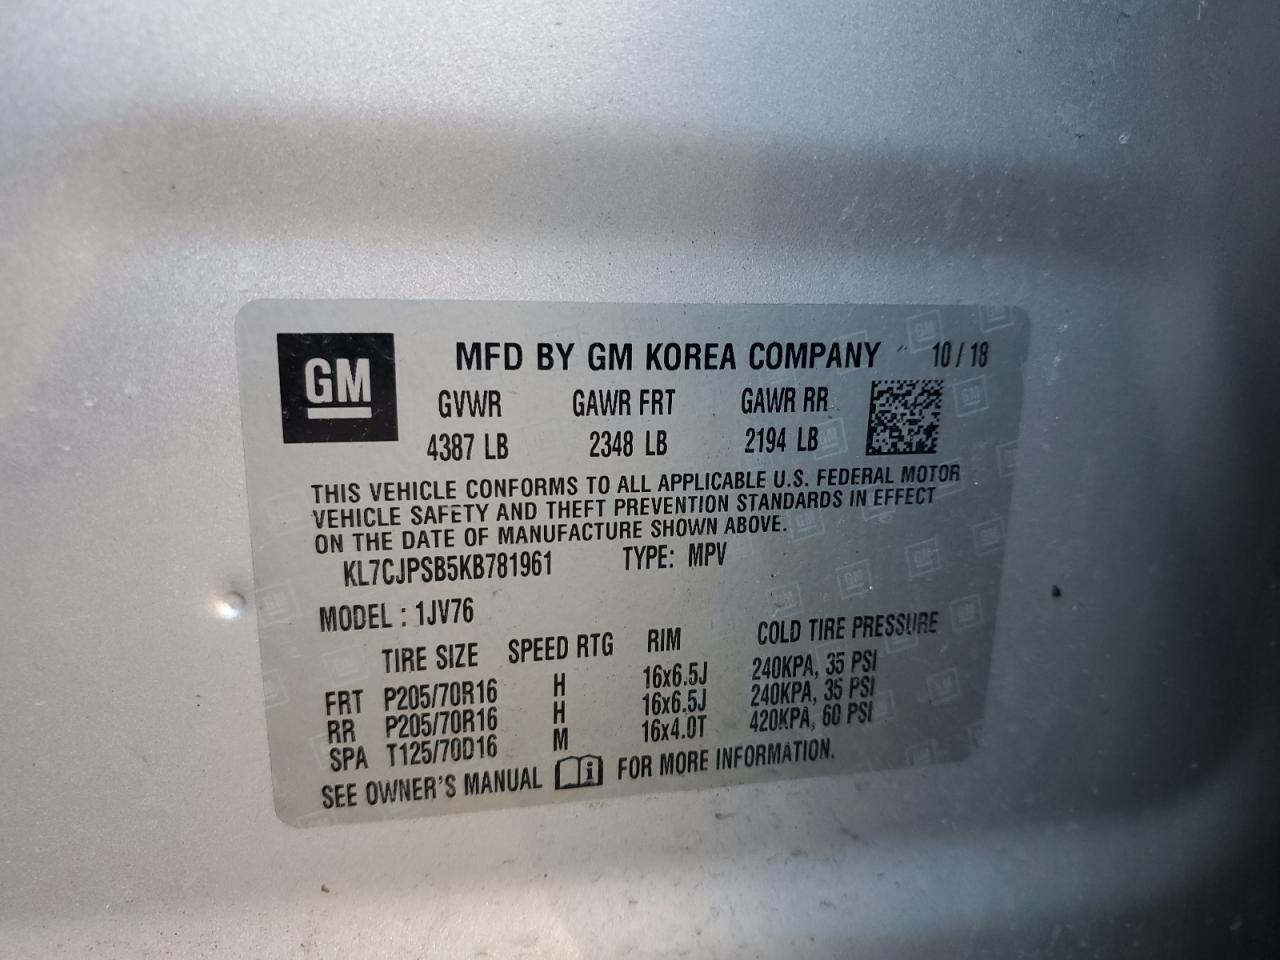 GM
MFD BY GM KOREA COMPANY 10/18
GVWR GAWR FRT GAWR RR
4387 LB 2348 LB 2194 LB
THIS VEHICLE CONFORMS TO ALL APPLICABLE U.S. FEDERAL MOTOR
VEHICLE SAFETY AND THEFT PREVENTION STANDARDS IN EFFECT
ON THE DATE OF MANUFACTURE SHOWN ABOVE.
KL7CJPSB5KB781961 TYPE: MPV
MODEL : 1JV76
TIRE SIZE SPEED RTG RIM COLD TIRE PRESSURE
FRT P205/70R16 H 16x6.5J 240KPA, 35 PSI
RR P205/70R16 H 16x6.5J 240KPA, 35 PSI
SPA T125/70D16 M 16x4.0T 420KPA, 60 PSI
SEE OWNER'S MANUAL i FOR MORE INFORMATION.